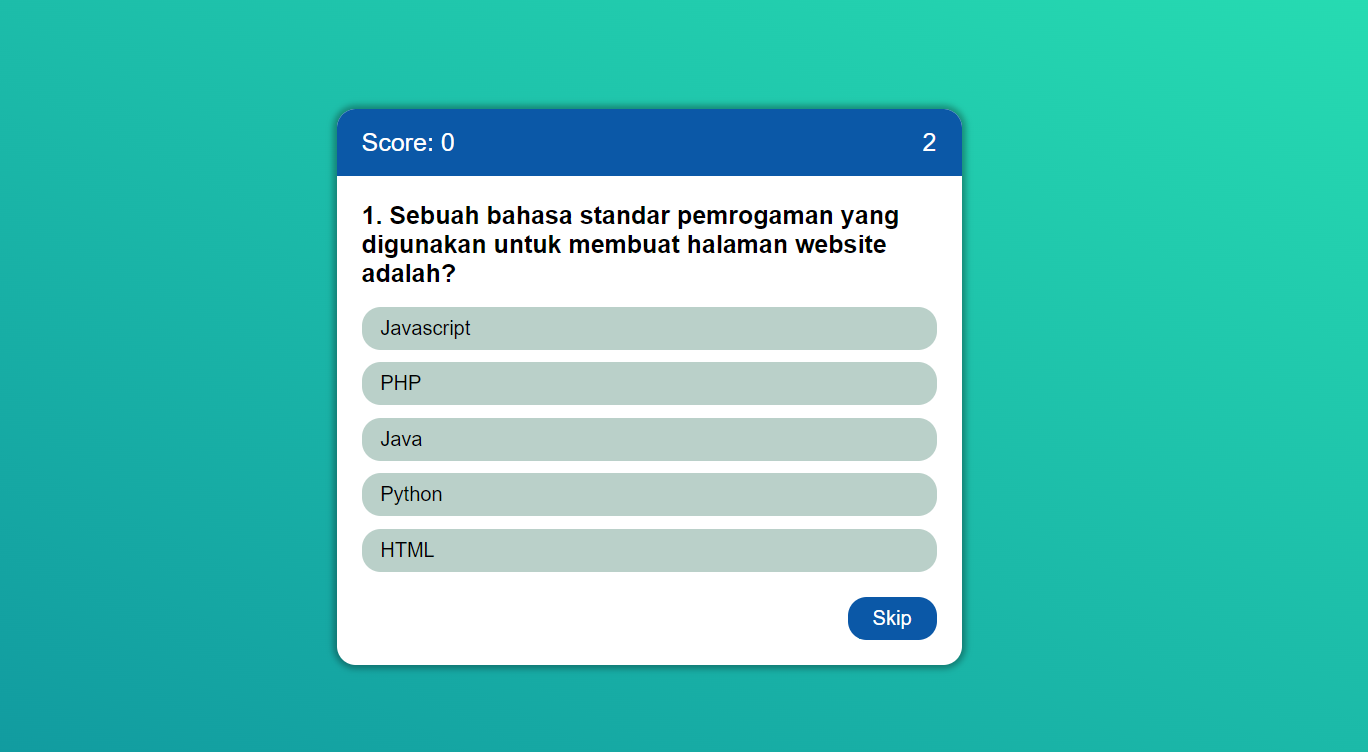 Score: 0
2
1. Sebuah bahasa standar pemrogaman yang
digunakan untuk membuat halaman website
adalah?
Javascript
PHP
Java
Python
HTML
Skip